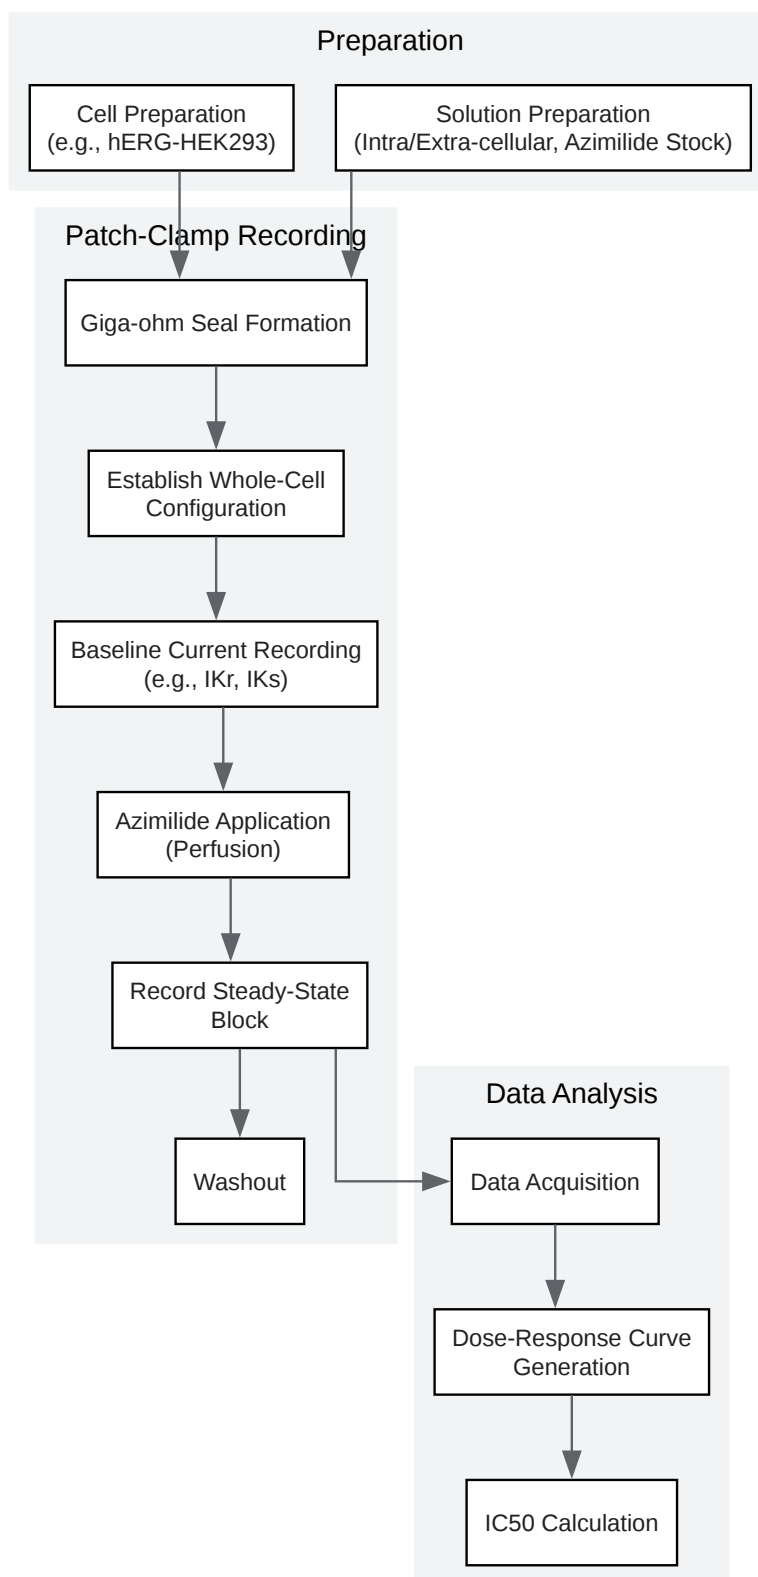 Preparation
Cell Preparation
(e.g., hERG-HEK293)
Solution Preparation
(Intra/Extra-cellular, Azimilide Stock)
Patch-Clamp Recording
Giga-ohm Seal Formation
Establish Whole-Cell
Configuration
Baseline Current Recording
(e.g., IKr, IKs)
Azimilide Application
(Perfusion)
Record Steady-State
Block
Washout
Data Analysis
Data Acquisition
Dose-Response Curve
Generation
IC50 Calculation